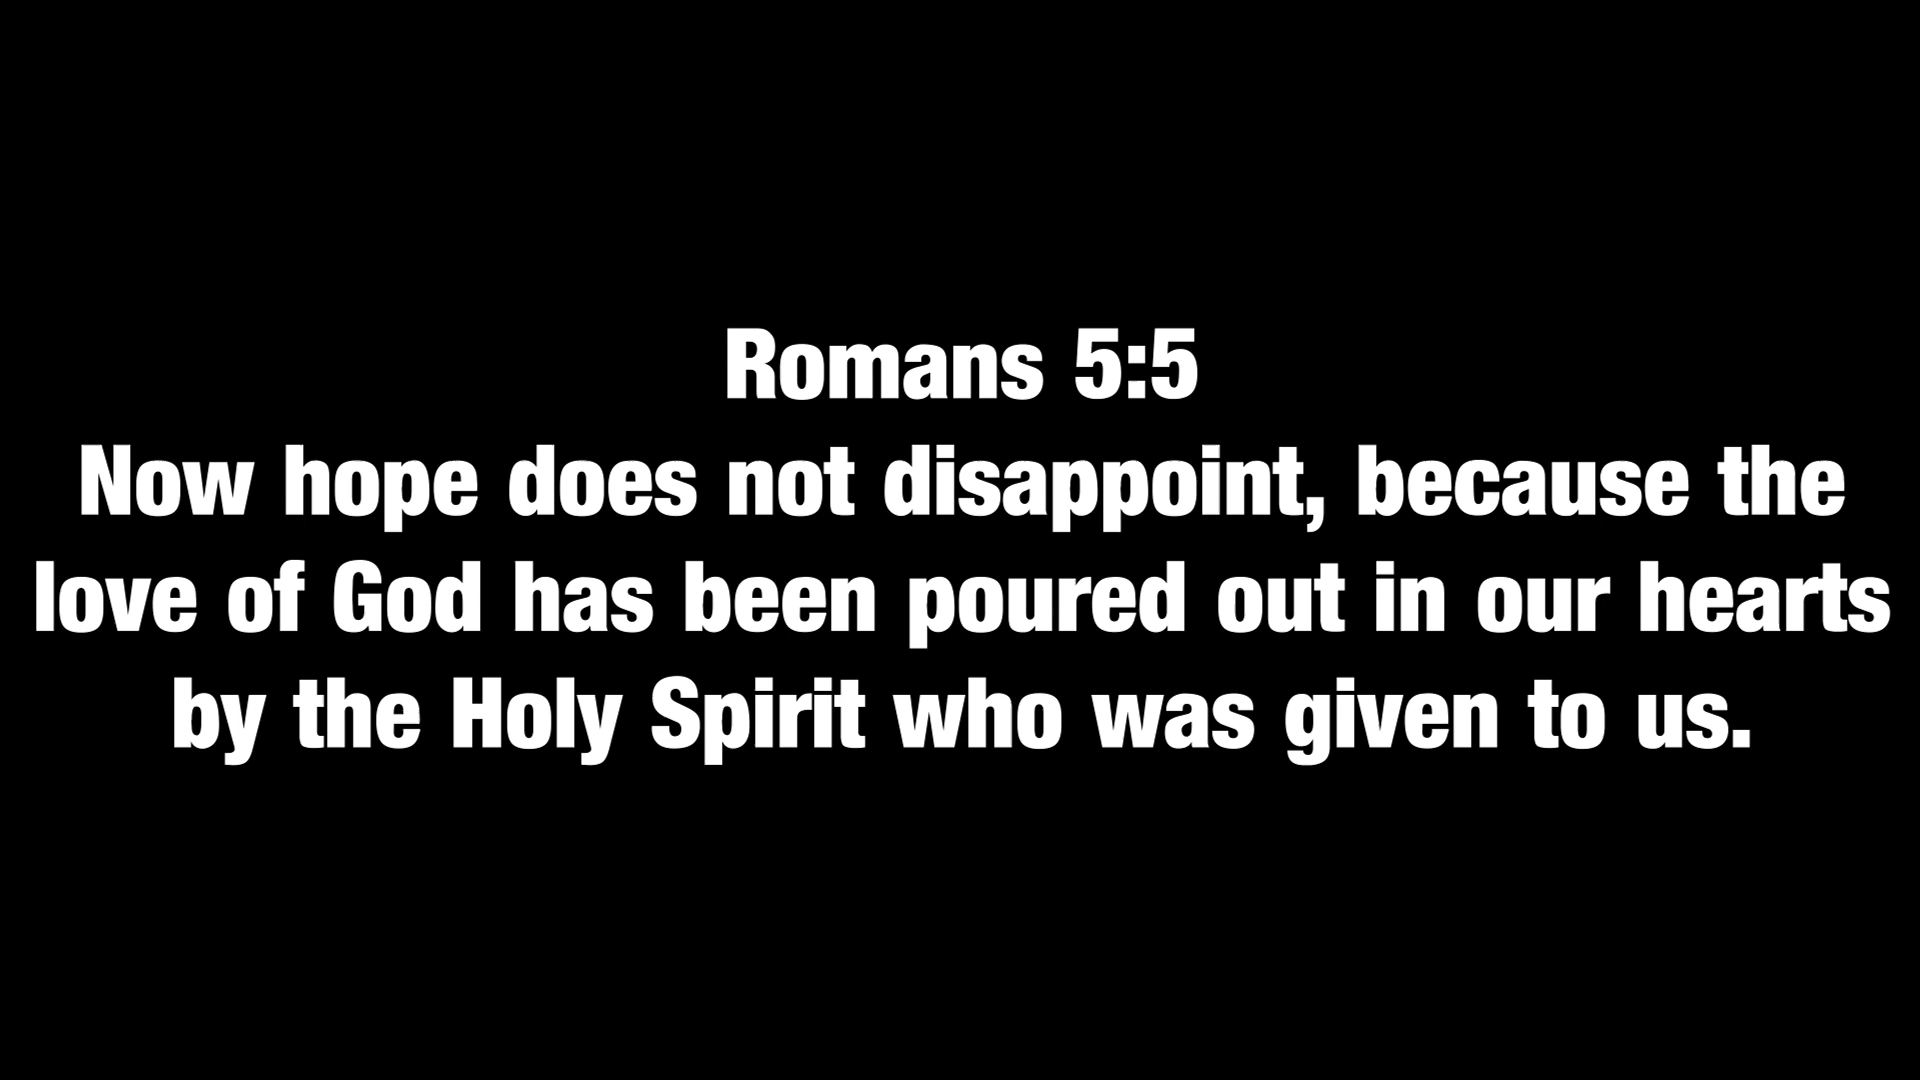 Romans 5:5
Now hope does not disappoint, because the
love of God has been poured out in our hearts
by the Holy Spirit who was given to us.